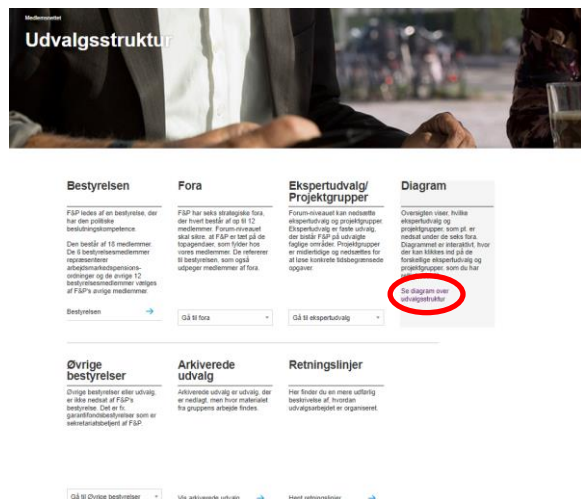 Medlemsnettet
Udvalgsstruktur
Bestyrelsen
F&P ledes af en bestyrelse, der
har den politiske
beslutningskompetence.
Den består af 18 medlemmer.
De 6 bestyrelsesmedlemmer
repræsenterer
arbejdsmarkedspensions-
ordninger og de øvrige 12
bestyrelsesmedlemmer vælges
af F&P's øvrige medlemmer.
Bestyrelsen
Fora
F&P har seks strategiske fora,
der hvert består af op til 12
medlemmer. Forum-niveauet
skal sikre, at F&P er tæt på de
topagendaer, som fylder hos
vores medlemmer. De refererer
til bestyrelsen, som også
udpeger medlemmer af fora.
Gå til fora
Ekspertudvalg/
Projektgrupper
Forum-niveauet kan nedsætte
ekspertudvalg og projektgrupper.
Ekspertudvalg er faste udvalg,
der bistår F&P på udvalgte
faglige områder. Projektgrupper
er midlertidige og nedsættes for
at løse konkrete tidsbegrænsede
opgaver.
Gå til ekspertudvalg
Diagram
Oversigten viser, hvilke
ekspertudvalg og
projektgrupper, som pt. er
nedsat under de seks fora.
Diagrammet er interaktivt, hvor
der kan klikkes ind på de
forskellige ekspertudvalg og
projektgrupper, som du har
Se diagram over
udvalgsstruktur
Øvrige
bestyrelser
Øvrige bestyrelser eller udvalg,
er ikke nedsat af F&P's
bestyrelse. Det er fx.
garantifondsbestyrelser som er
sekretariatsbetjent af F&P.
Gå til Øvrige bestyrelser
Arkiverede
udvalg
Arkiverede udvalg er udvalg, der
er nedlagt, men hvor materialet
fra gruppens arbejde findes.
Vis arkiverede udvalg
Retningslinjer
Her finder du en mere udførlig
beskrivelse af, hvordan
udvalgsarbejdet er organiseret.
Hent retningslinjer